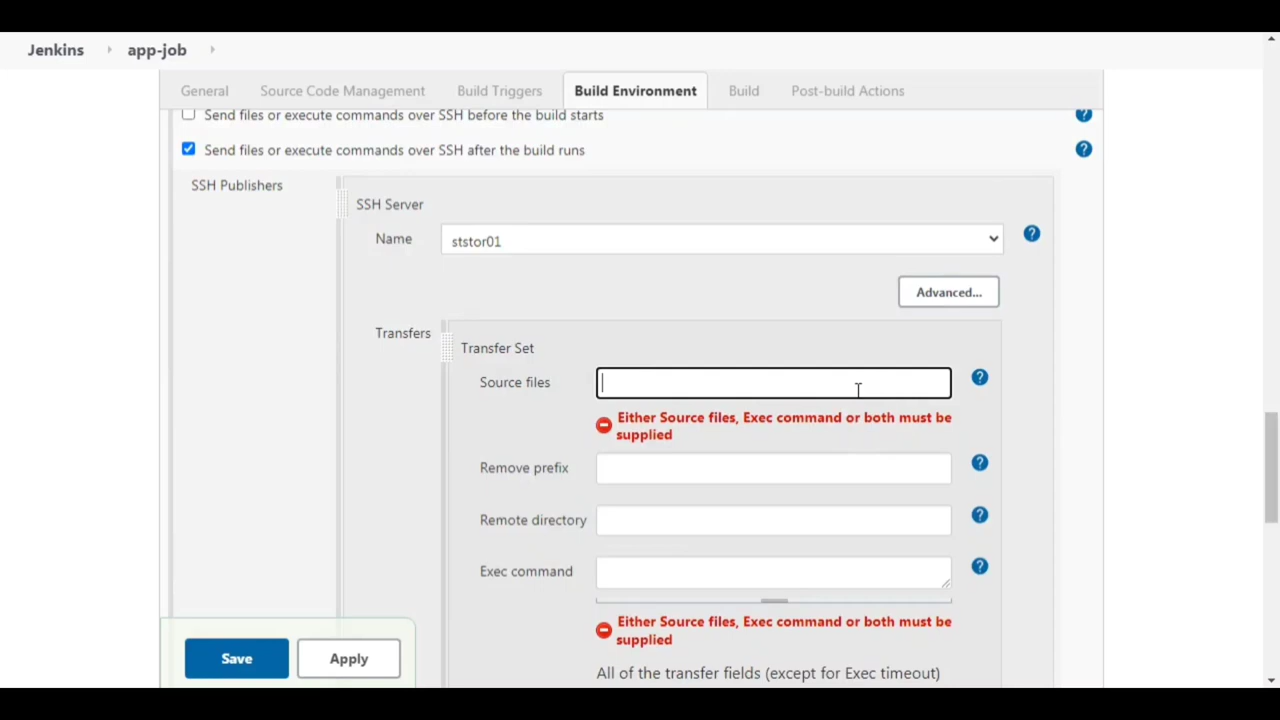 Jenkins app-job
General Source Code Management Build Triggers Build Environment Build Post-build Actions
Send files or execute commands over SSH before the build starts ?
Send files or execute commands over SSH after the build runs ?
SSH Publishers
SSH Server
Name ststor01 ?
Advanced...
Transfers
Transfer Set
Source files ?
Either Source files, Exec command or both must be
supplied
Remove prefix ?
Remote directory ?
Exec command ?
Either Source files, Exec command or both must be
supplied
All of the transfer fields (except for Exec timeout)
Save Apply